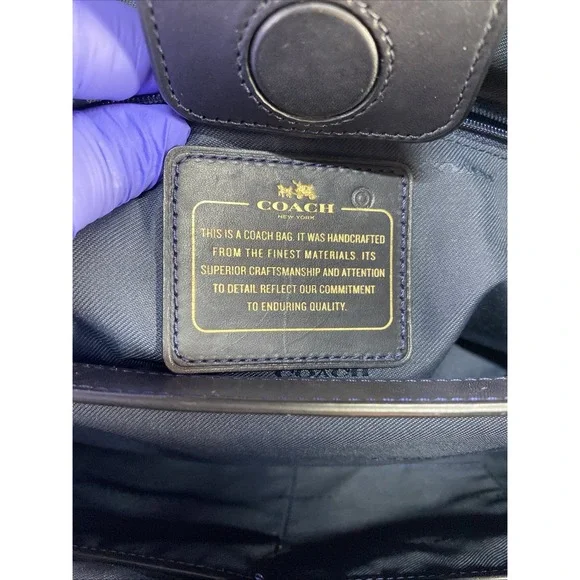 COACH
NEW YORK
THIS IS A COACH BAG. IT WAS HANDCRAFTED
FROM THE FINEST MATERIALS. ITS
SUPERIOR CRAFTSMANSHIP AND ATTENTION
TO DETAIL REFLECT OUR COMMITMENT
TO ENDURING QUALITY.
COACH